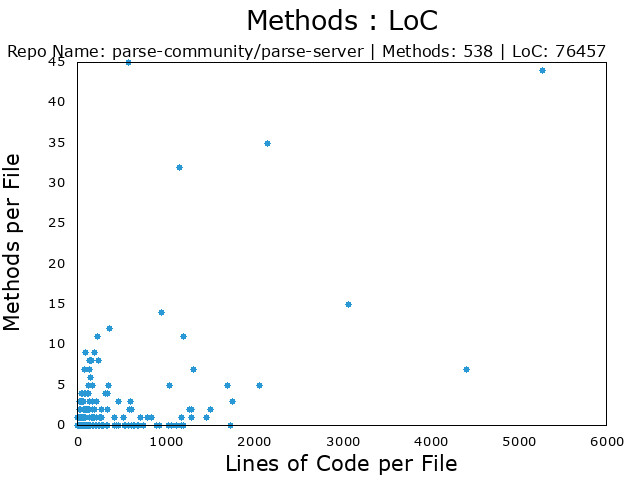 Methods : LoC
Repo Name: parse-community/parse-server | Methods: 538 | LoC: 76457
Methods per File
45
40
35
30
25
20
15
10
5
0
0 1000 2000 3000 4000 5000 6000
Lines of Code per File